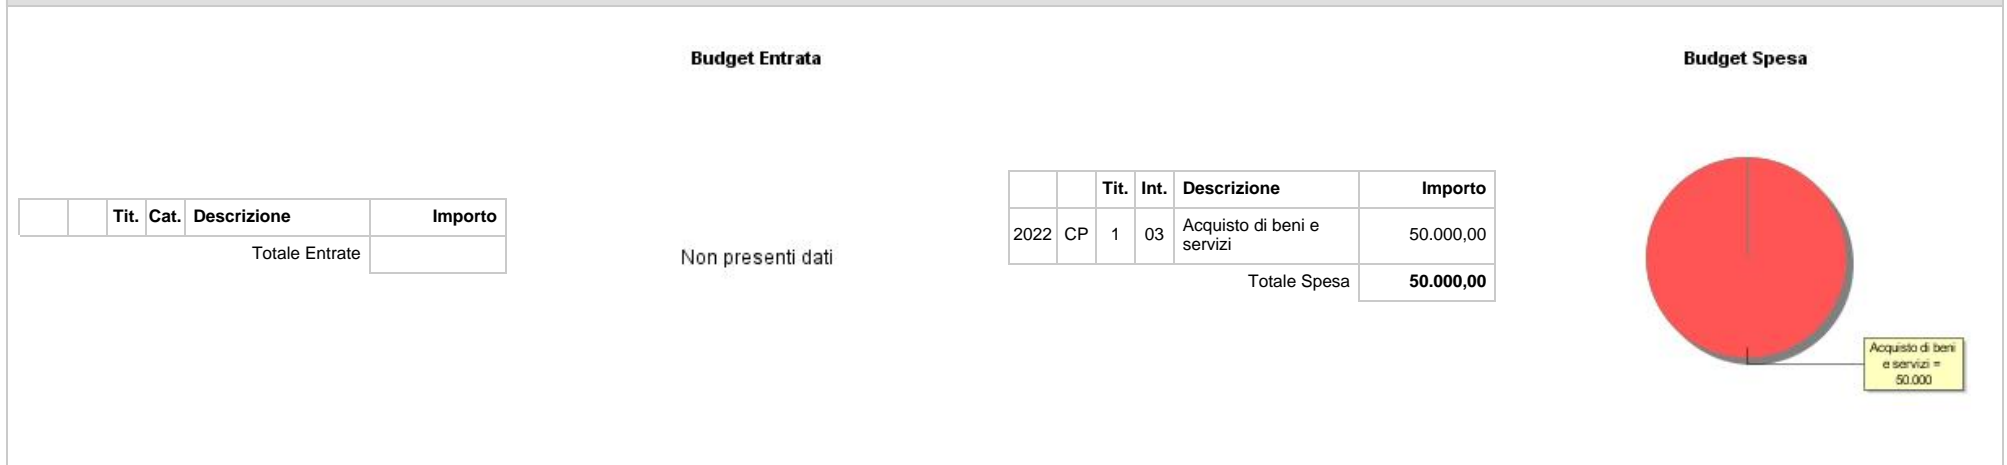 Budget Entrata
Tit. Cat. Descrizione Importo
Totale Entrate
Non presenti dati
Budget Spesa
Tit. Int. Descrizione Importo
2022 CP 1 03 Acquisto di beni e
servizi 50.000,00
Totale Spesa 50.000,00
Acquisto di beni
e servizi =
50.000